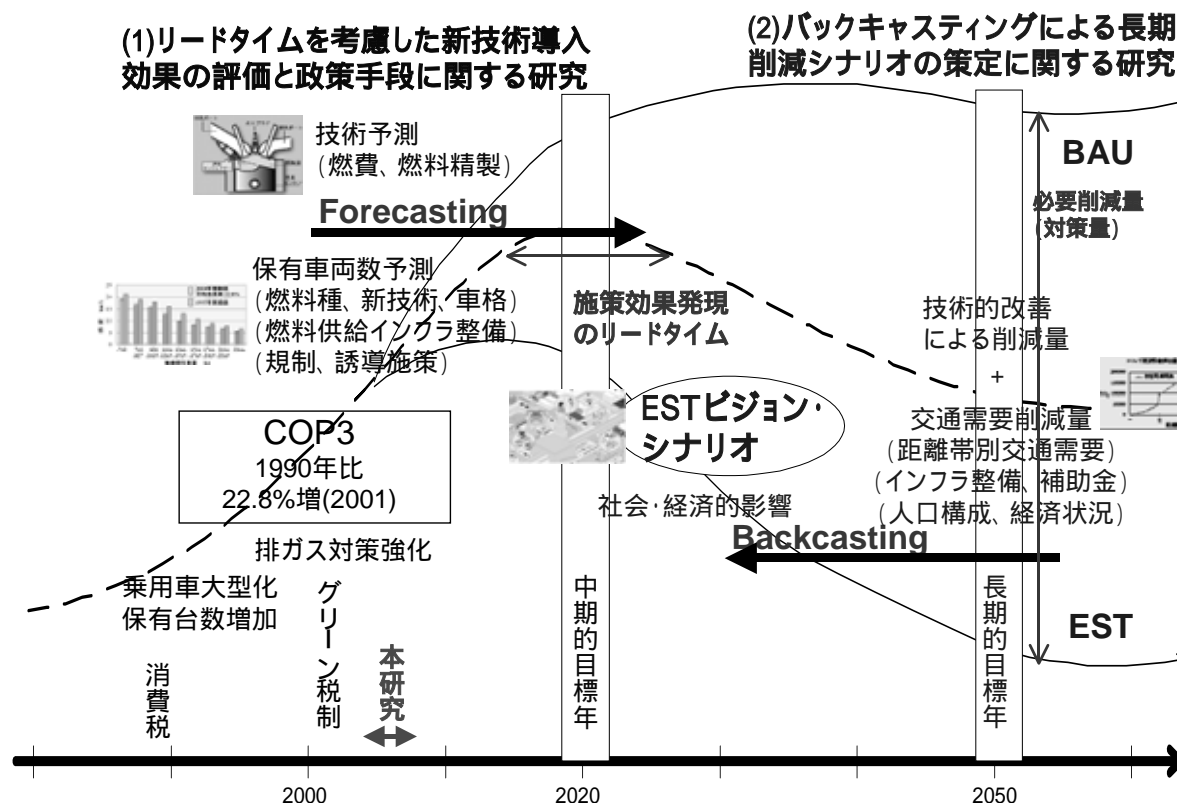 (1)リードタイムを考慮した新技術導入
効果の評価と政策手段に関する研究
(2)バックキャスティングによる長期
削減シナリオの策定に関する研究
技術予測
(燃費、燃料精製)
Forecasting
保有車両数予測
(燃料種、新技術、車格)
(燃料供給インフラ整備)
(規制、誘導施策)
施策効果発現
のリードタイム
BAU
必要削減量
(対策量)
技術的改善
による削減量
+
交通需要削減量
(距離帯別交通需要)
(インフラ整備、補助金)
(人口構成、経済状況)
ESTビジョン・
シナリオ
社会・経済的影響
Backcasting
COP3
1990年比
22.8%増(2001)
排ガス対策強化
乗用車大型化
保有台数増加
グリーン税制
消費税
本研究
中期的目標年
長期的目標年
EST
2000
2020
2050